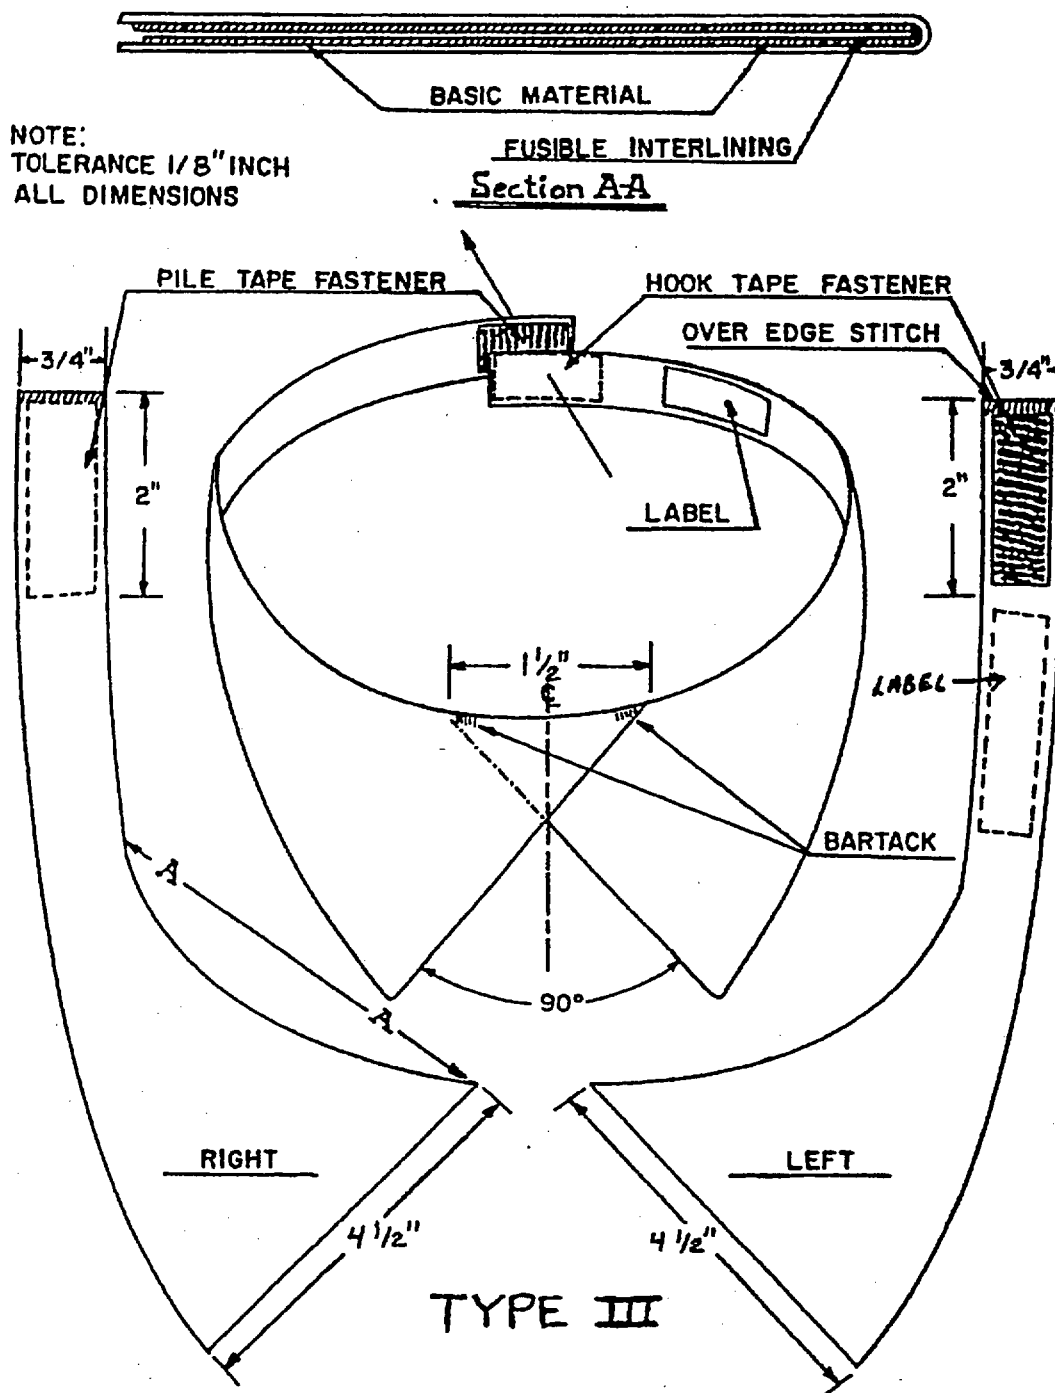 BASIC MATERIAL
NOTE:
TOLERANCE 1/8" INCH
ALL DIMENSIONS
FUSIBLE INTERLINING
Section A-A
PILE TAPE FASTENER
HOOK TAPE FASTENER
OVER EDGE STITCH
3/4"
3/4"
2"
2"
LABEL
1 1/2"
℄
LABEL
BARTACK
A
A
90°
RIGHT
LEFT
4 1/2"
4 1/2"
TYPE III